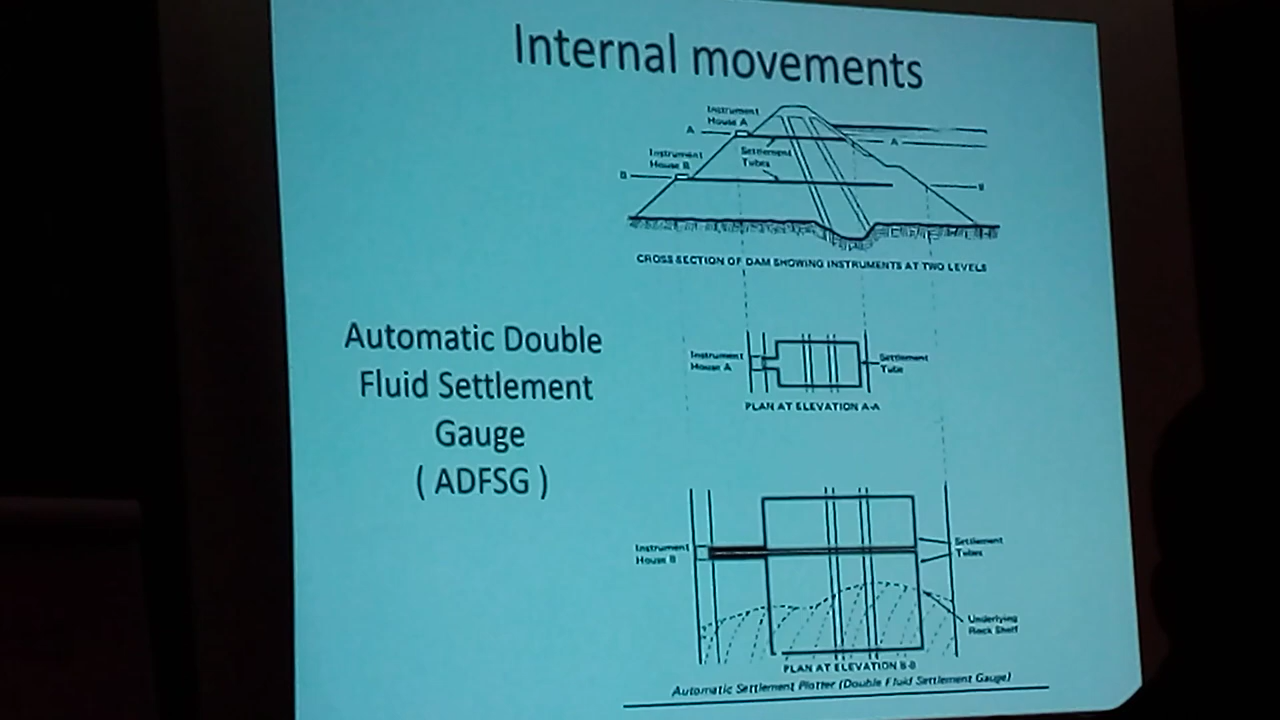 Internal movements
Instrument
House A
A
A
Instrument
House B
Settlement
Tubes
B
B
CROSS SECTION OF DAM SHOWING INSTRUMENTS AT TWO LEVELS
Automatic Double
Fluid Settlement
Gauge
( ADFSG )
Instrument
House A
Settlement
Tube
PLAN AT ELEVATION A-A
Instrument
House B
Settlement
Tubes
Underlying
Rock Shelf
PLAN AT ELEVATION B-B
Automatic Settlement Plotter (Double Fluid Settlement Gauge)